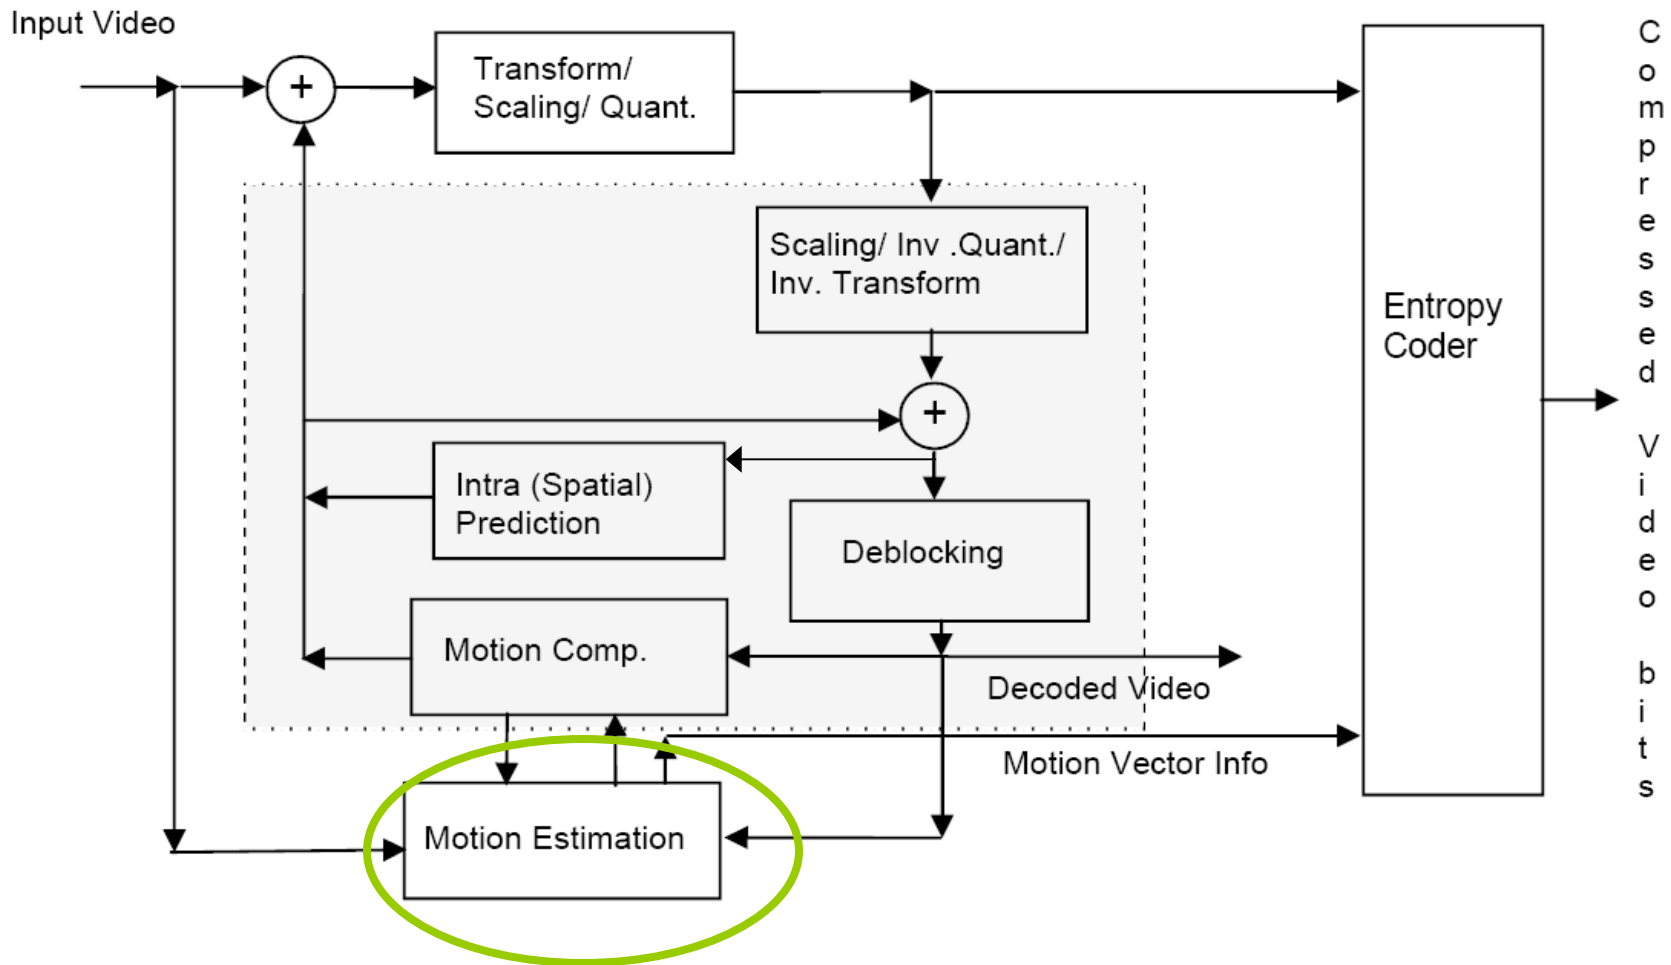 Input Video
+
Transform/
Scaling/ Quant.
Scaling/ Inv .Quant./
Inv. Transform
+
Intra (Spatial)
Prediction
Deblocking
Motion Comp.
Decoded Video
Motion Vector Info
Motion Estimation
Entropy
Coder
Compressed Video bits